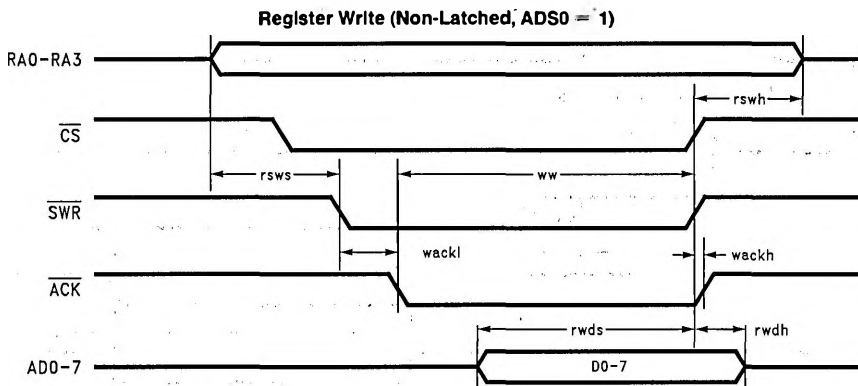 Register Write (Non-Latched, ADS0 = 1)
RA0-RA3
rswh
CS
rsws
ww
SWR
wackl
wackh
ACK
rwds
rwdh
AD0-7
D0-7